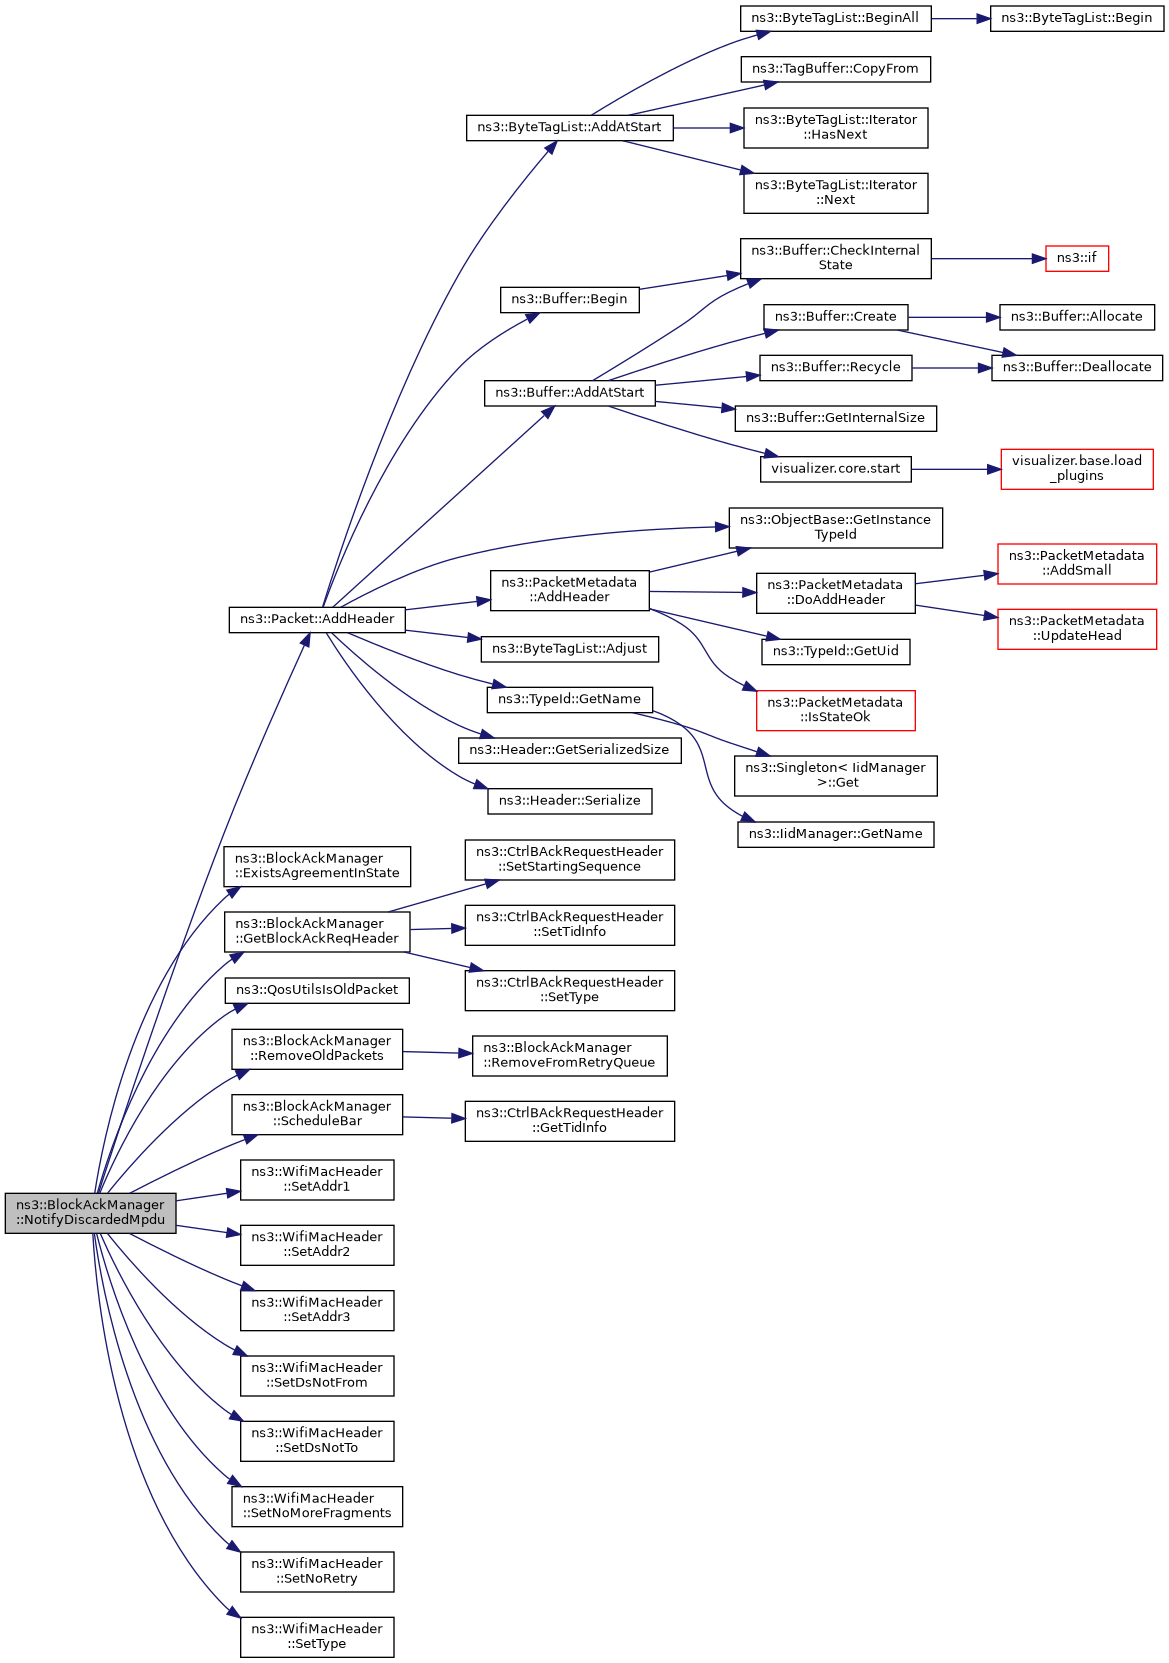 ns3::ByteTagList::BeginAll
ns3::ByteTagList::Begin
ns3::TagBuffer::CopyFrom
ns3::ByteTagList::AddAtStart
ns3::ByteTagList::Iterator
::HasNext
ns3::ByteTagList::Iterator
::Next
ns3::Buffer::CheckInternal
State
ns3::if
ns3::Buffer::Begin
ns3::Buffer::Create
ns3::Buffer::Allocate
ns3::Buffer::Recycle
ns3::Buffer::Deallocate
ns3::Buffer::AddAtStart
ns3::Buffer::GetInternalSize
visualizer.core.start
visualizer.base.load
_plugins
ns3::ObjectBase::GetInstance
TypeId
ns3::PacketMetadata
::AddHeader
ns3::PacketMetadata
::DoAddHeader
ns3::PacketMetadata
::AddSmall
ns3::PacketMetadata
::UpdateHead
ns3::Packet::AddHeader
ns3::ByteTagList::Adjust
ns3::TypeId::GetUid
ns3::TypeId::GetName
ns3::PacketMetadata
::IsStateOk
ns3::Header::GetSerializedSize
ns3::Singleton< IidManager
>::Get
ns3::Header::Serialize
ns3::IidManager::GetName
ns3::BlockAckManager
::ExistsAgreementInState
ns3::CtrlBAckRequestHeader
::SetStartingSequence
ns3::BlockAckManager
::GetBlockAckReqHeader
ns3::CtrlBAckRequestHeader
::SetTidInfo
ns3::QosUtilsIsOldPacket
ns3::CtrlBAckRequestHeader
::SetType
ns3::BlockAckManager
::RemoveOldPackets
ns3::BlockAckManager
::RemoveFromRetryQueue
ns3::BlockAckManager
::ScheduleBar
ns3::CtrlBAckRequestHeader
::GetTidInfo
ns3::WifiMacHeader
::SetAddr1
ns3::BlockAckManager
::NotifyDiscardedMpdu
ns3::WifiMacHeader
::SetAddr2
ns3::WifiMacHeader
::SetAddr3
ns3::WifiMacHeader
::SetDsNotFrom
ns3::WifiMacHeader
::SetDsNotTo
ns3::WifiMacHeader
::SetNoMoreFragments
ns3::WifiMacHeader
::SetNoRetry
ns3::WifiMacHeader
::SetType